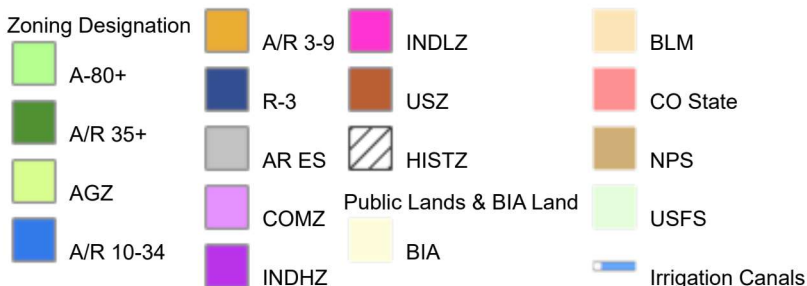 Zoning Designation
A-80+
A/R 35+
AGZ
A/R 10-34
A/R 3-9
R-3
AR ES
COMZ
INDHZ
INDLZ
USZ
HISTZ
Public Lands & BIA Land
BIA
BLM
CO State
NPS
USFS
Irrigation Canals